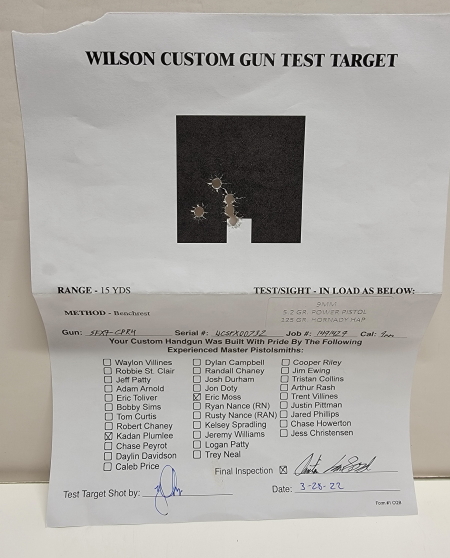 WILSON CUSTOM GUN TEST TARGET
RANGE - 15 YDS TEST/SIGHT - IN LOAD AS BELOW:
METHOD - Benchrest
9MM
5.2 GR. POWER PISTOL
125 GR. HORNADY HAP
Gun: SFX9-CPR4 Serial #: WCSFX00732 Job #: Cal: 9mm
Your Custom Handgun Was Built With Pride By The Following
Experienced Master Pistolsmiths:
Waylon Villines Dylan Campbell Cooper Riley
Robbie St. Clair Randall Chaney Jim Ewing
Jeff Patty Josh Durham Tristan Collins
Adam Arnold Jon Doty Arthur Rash
Eric Toliver Eric Moss Trent Villines
Bobby Sims Ryan Nance (RN) Justin Pittman
Tom Curtis Rusty Nance (RAN) Jared Phillips
Robert Chaney Kelsey Spradling Chase Howerton
Kadan Plumlee Jeremy Williams Jess Christensen
Chase Peyrot Logan Patty
Daylin Davidson Trey Neal
Caleb Price
Final Inspection
Test Target Shot by: Date: 3-28-22